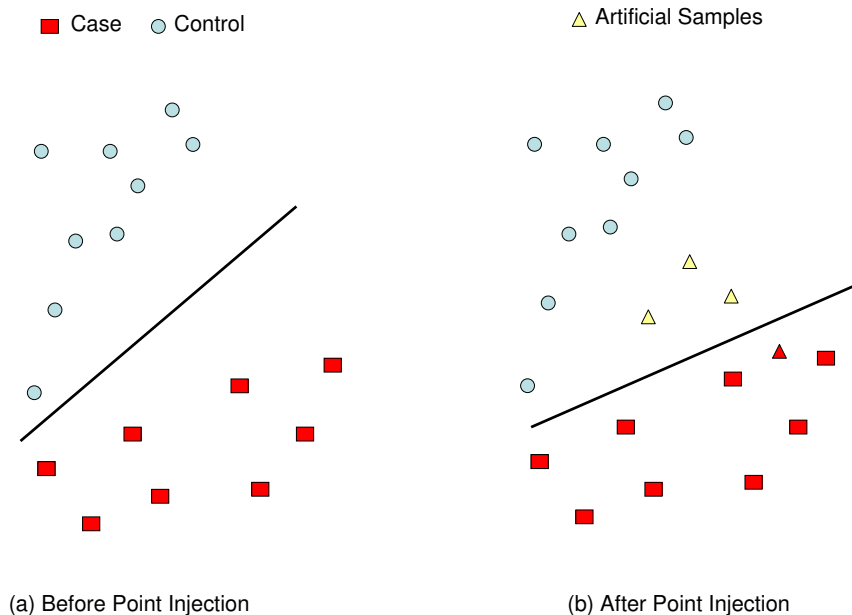 Case Control
Artificial Samples
(a) Before Point Injection
(b) After Point Injection